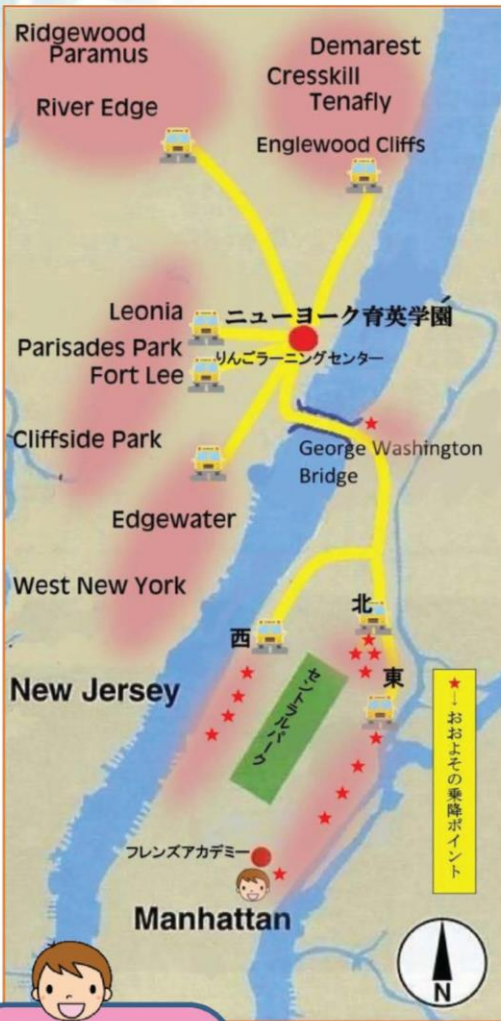 Ridgewood
Paramus
River Edge
Demarest
Cresskill
Tenafly
Englewood Cliffs
Leonia
ニューヨーク育英学園
Parisades Park
りんごラーニングセンター
Fort Lee
Cliffside Park
George Washington
Bridge
Edgewater
West New York
北
西
東
New Jersey
セントラルパーク
★→おおよその乗降ポイント
フレンズアカデミー
Manhattan
N